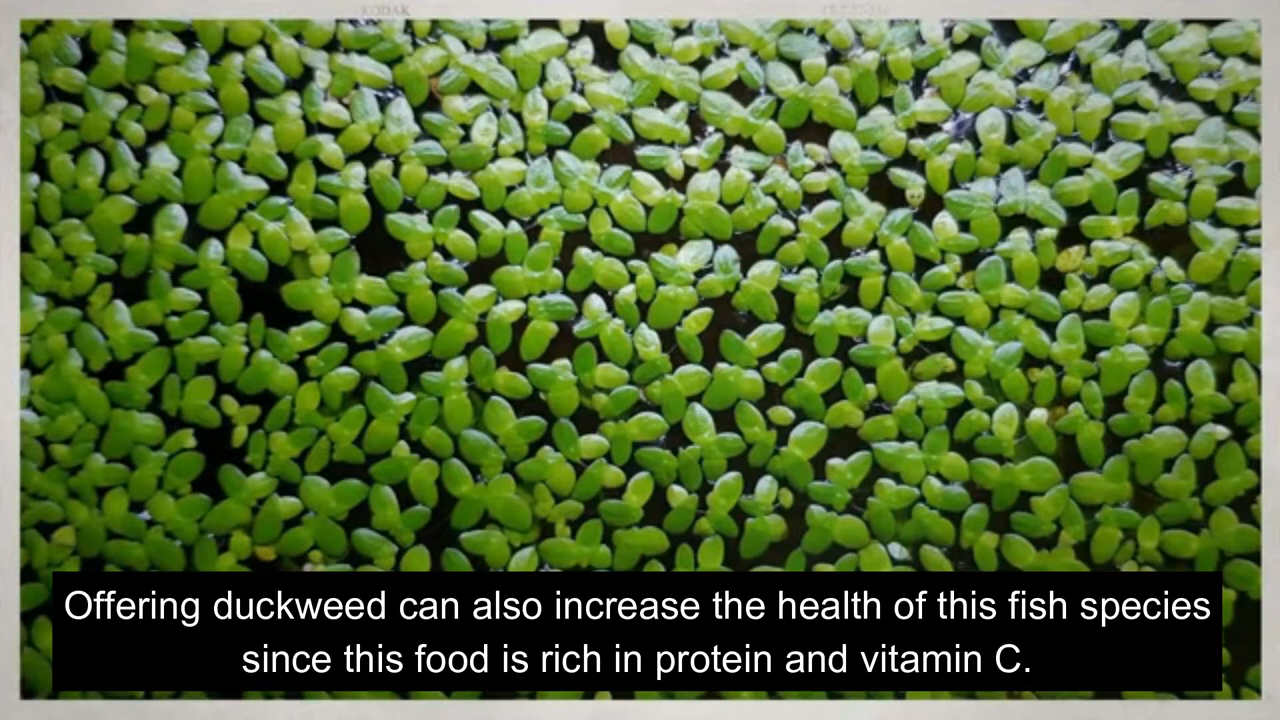 KODAK
Offering duckweed can also increase the health of this fish species
since this food is rich in protein and vitamin C.